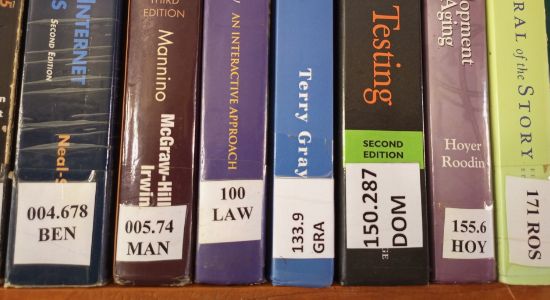 INTERNET
S
SECOND EDITION
Neal-S
004.678
BEN
THIRD EDITION
Mannino
McGraw-Hill
Irwin
005.74
MAN
AN INTERACTIVE APPROACH
100
LAW
Terry Gray
133.9
GRA
Testing
SECOND
EDITION
150.287
DOM
GE
lopment
Aging
Hoyer
Roodin
155.6
HOY
RAL of the STORY
171 ROS